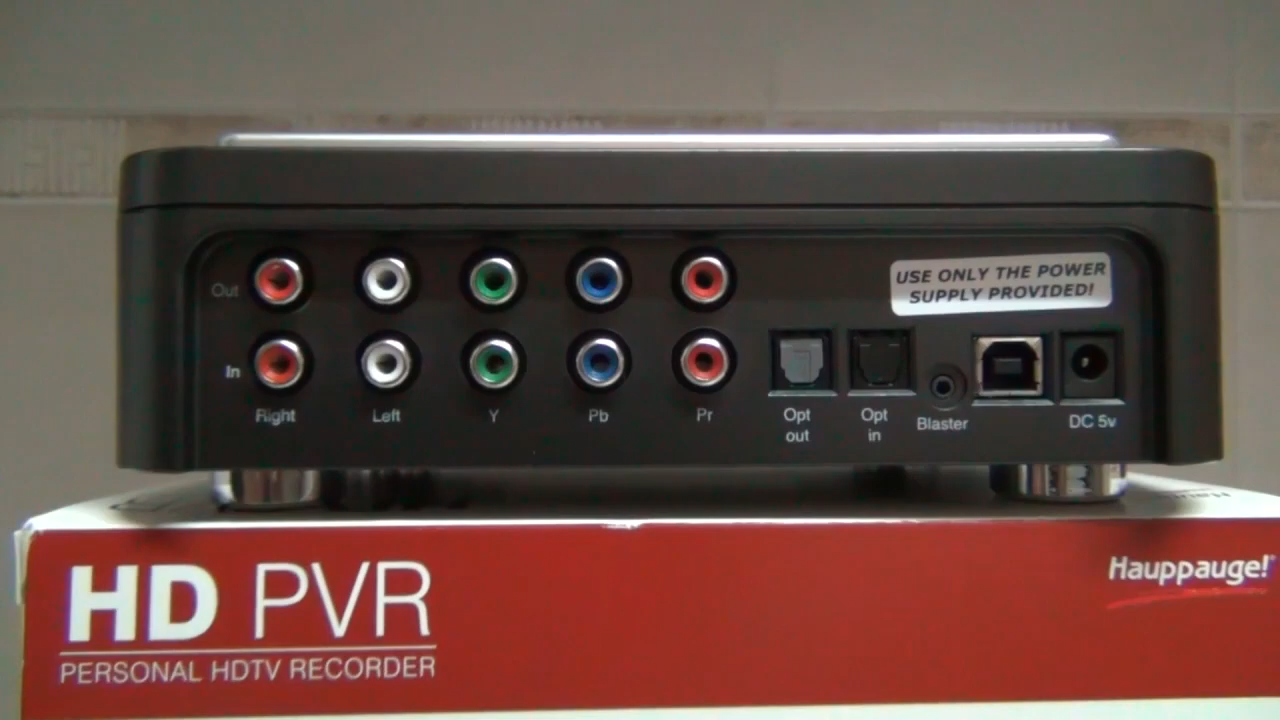 USE ONLY THE POWER
SUPPLY PROVIDED!
Out
In
Right Left Y Pb Pr
Opt
out
Opt
in
Blaster
DC 5v
HD PVR
PERSONAL HDTV RECORDER
Hauppauge!